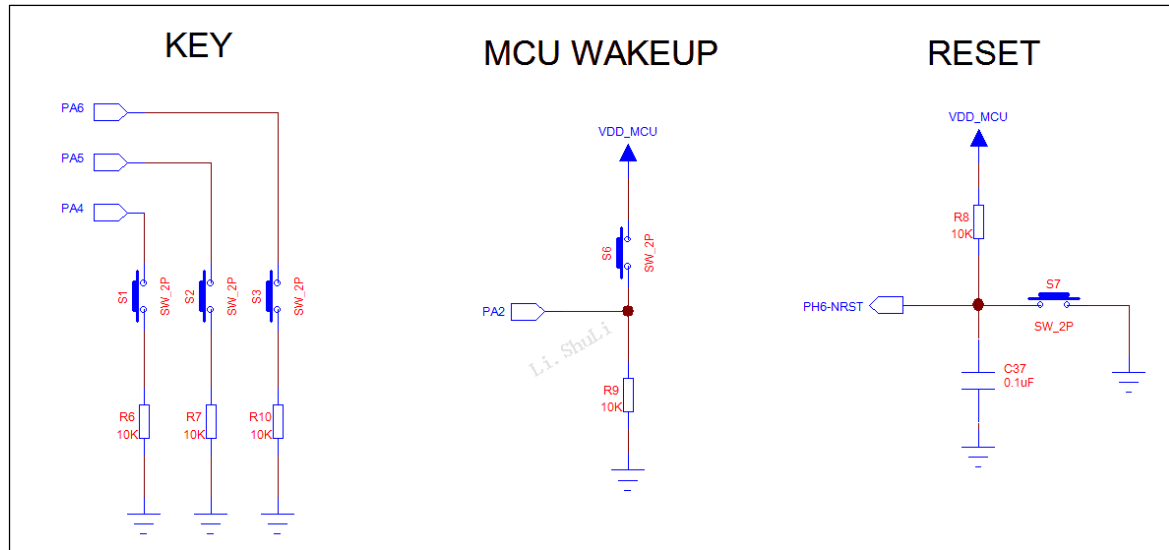 KEY
PA6
PA5
PA4
S1
SW_2P
S2
SW_2P
S3
SW_2P
R6
10K
R7
10K
R10
10K
MCU WAKEUP
VDD_MCU
S6
SW_2P
PA2
Li.ShuLi
R9
10K
RESET
VDD_MCU
R8
10K
PH6-NRST
S7
SW_2P
C37
0.1uF